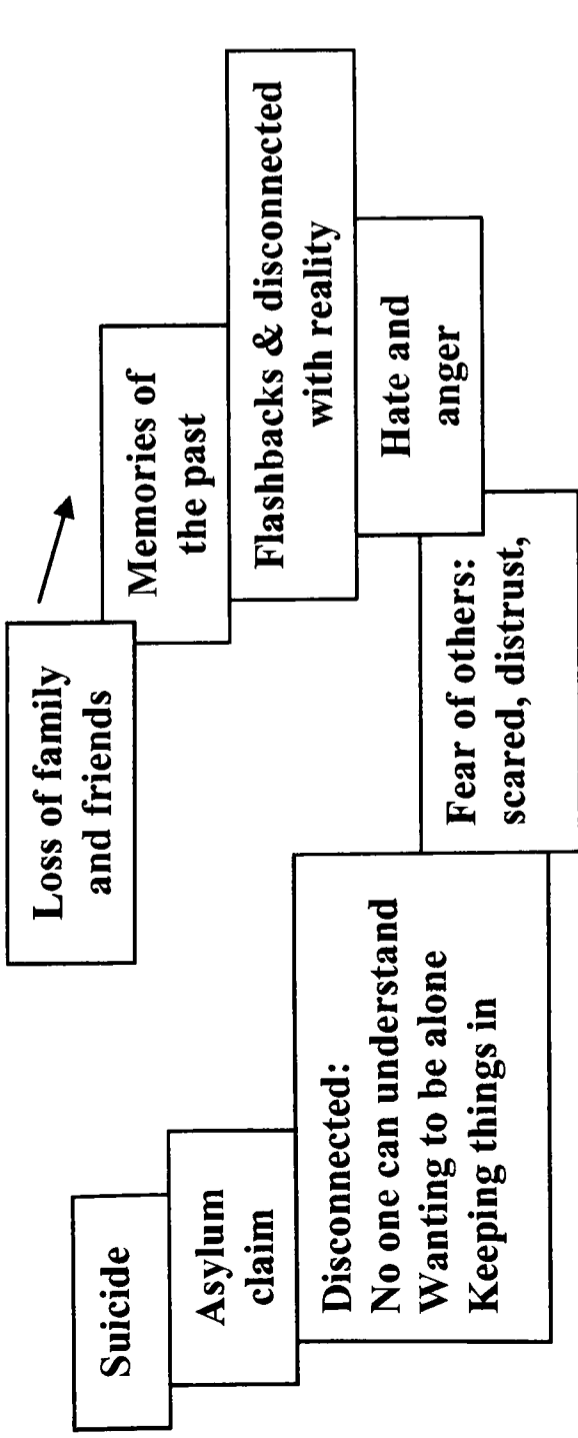 Loss of family
and friends
Memories of
the past
Flashbacks & disconnected
with reality
Hate and
anger
Fear of others:
scared, distrust,
Disconnected:
No one can understand
Wanting to be alone
Keeping things in
Asylum
claim
Suicide